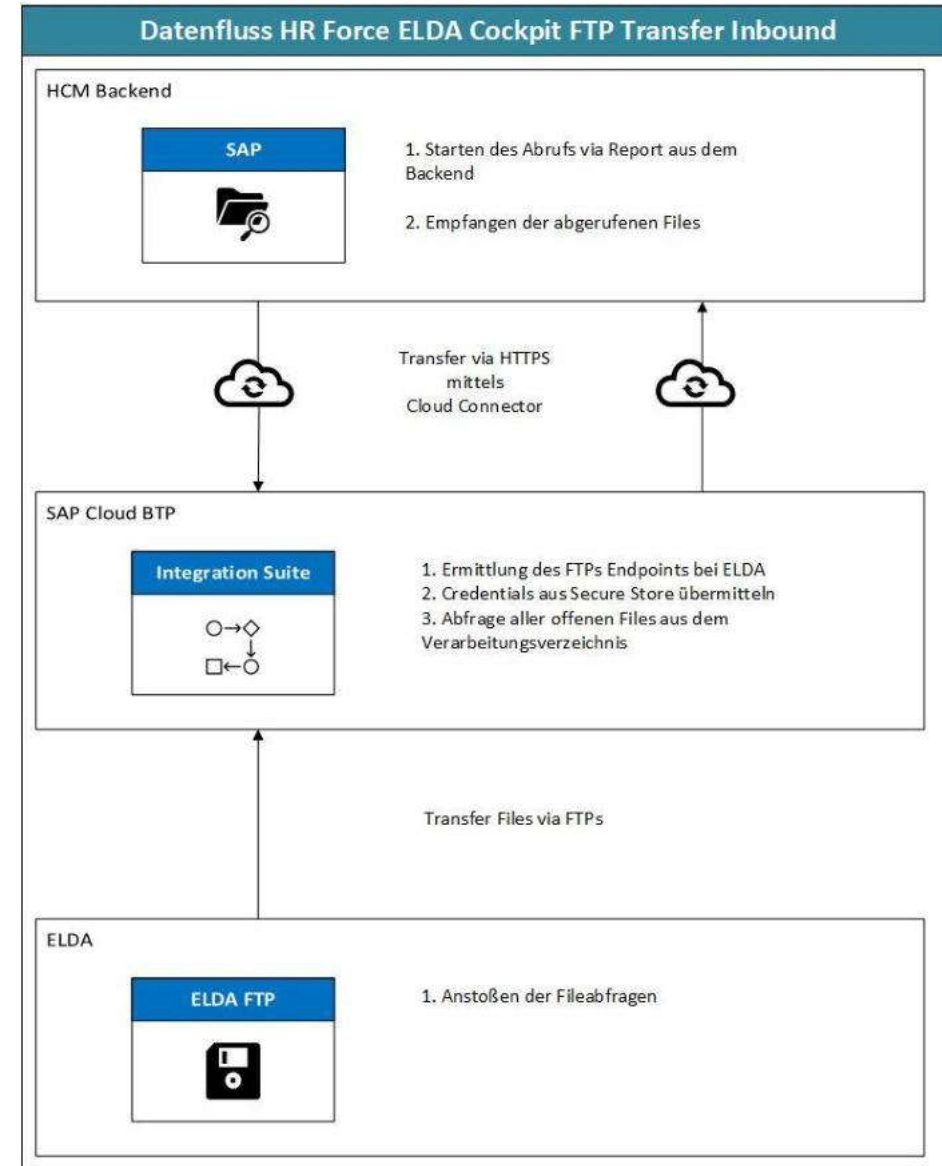 Datenfluss HR Force ELDA Cockpit FTP Transfer Inbound
HCM Backend
SAP
1. Starten des Abrufs via Report aus dem
Backend
2. Empfangen der abgerufenen Files
Transfer via HTTPS
mittels
Cloud Connector
SAP Cloud BTP
Integration Suite
1. Ermittlung des FTPs Endpoints bei ELDA
2. Credentials aus Secure Store übermitteln
3. Abfrage aller offenen Files aus dem
Verarbeitungsverzeichnis
Transfer Files via FTPs
ELDA
ELDA FTP
1. Anstoßen der Fileabfragen